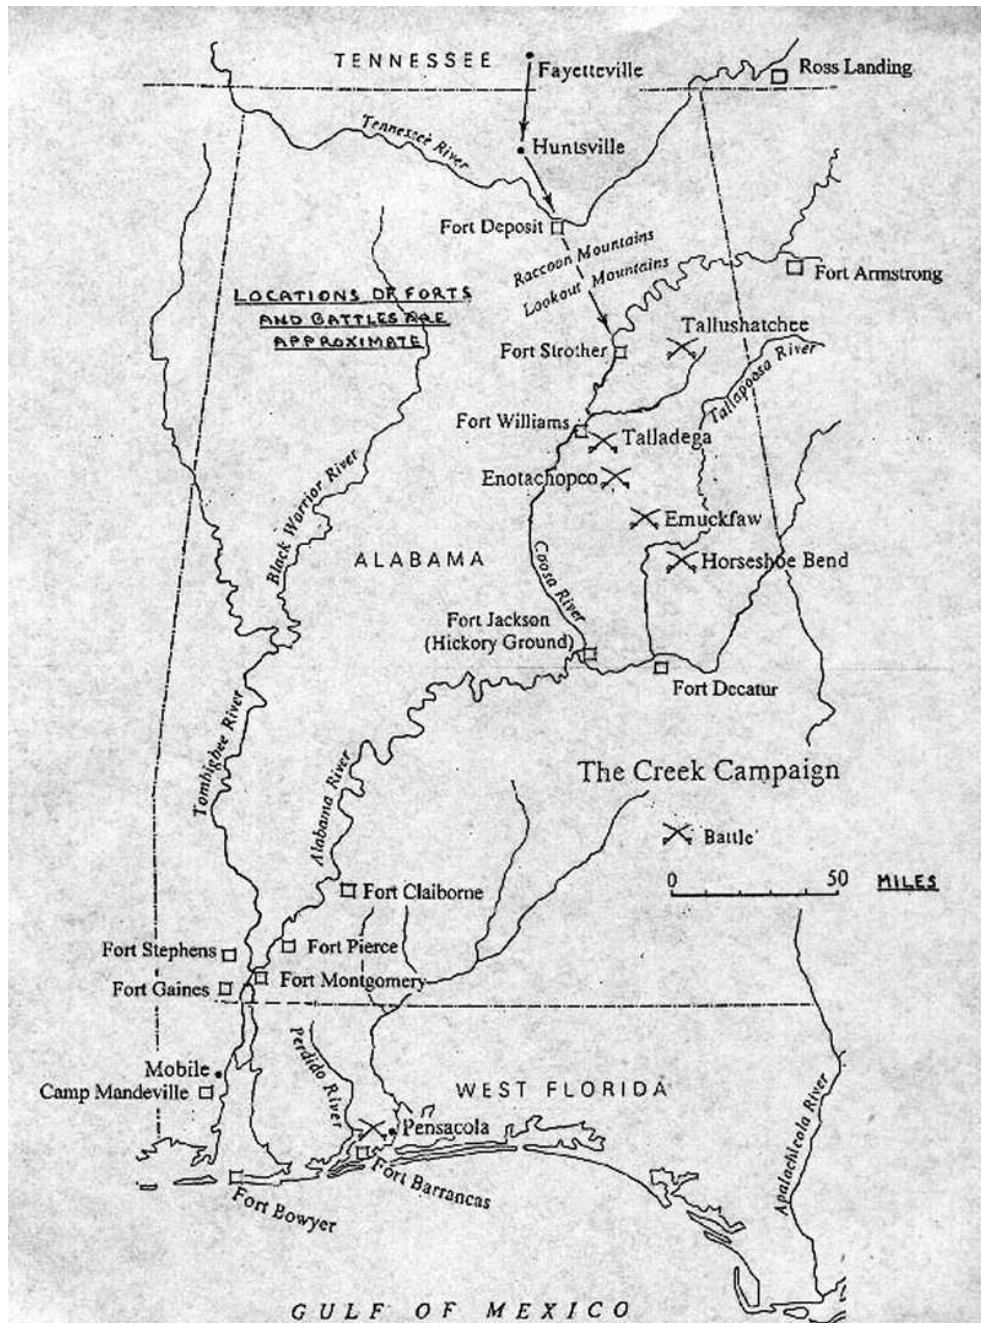 TENNESSEE
Fayetteville
Ross Landing
Tennessee River
Huntsville
Fort Deposit
Raccoon Mountains
Lookout Mountains
Fort Armstrong
LOCATIONS OF FORTS
AND BATTLES ARE
APPROXIMATE
Tallushatchee
Fort Strother
Tallapoosa River
Fort Williams
Talladega
Enotachopco
Black Warrior River
Emuckfaw
ALABAMA
Horseshoe Bend
Coosa River
Fort Jackson
(Hickory Ground)
Fort Decatur
Tombigbee River
Alabama River
The Creek Campaign
Battle
0 50 MILES
Fort Claiborne
Fort Stephens
Fort Pierce
Fort Montgomery
Fort Gaines
Perdido River
Mobile
Camp Mandeville
WEST FLORIDA
Pensacola
Apalachicola River
Fort Barrancas
Fort Bowyer
GULF OF MEXICO